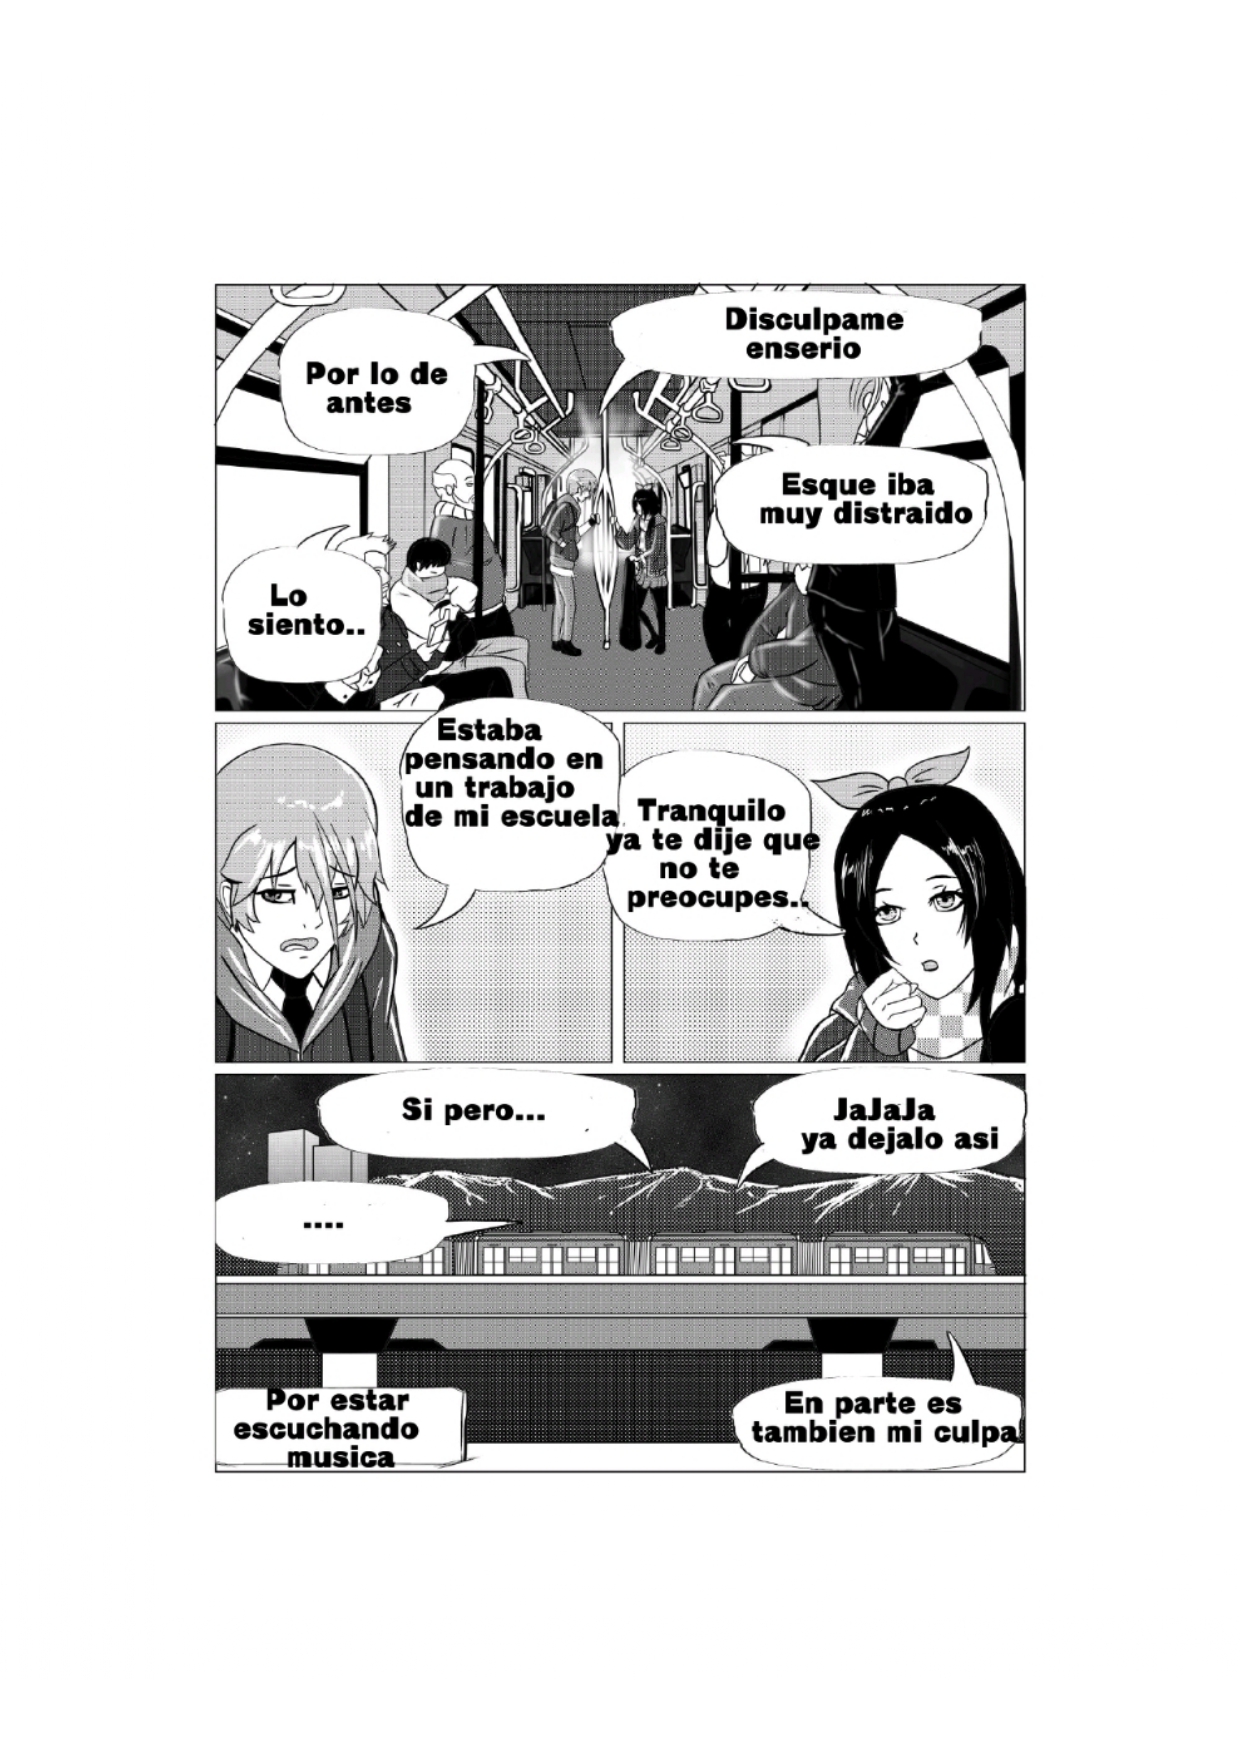 Disculpame
enserio
Por lo de
antes
Esque iba
muy distraido
Lo
siento..
Estaba
pensando en
un trabajo
de mi escuela
Tranquilo
ya te dije que
no te
preocupes..
Si pero...
JaJaJa
ya dejalo asi
....
En parte es
tambien mi culpa
Por estar
escuchando
musica